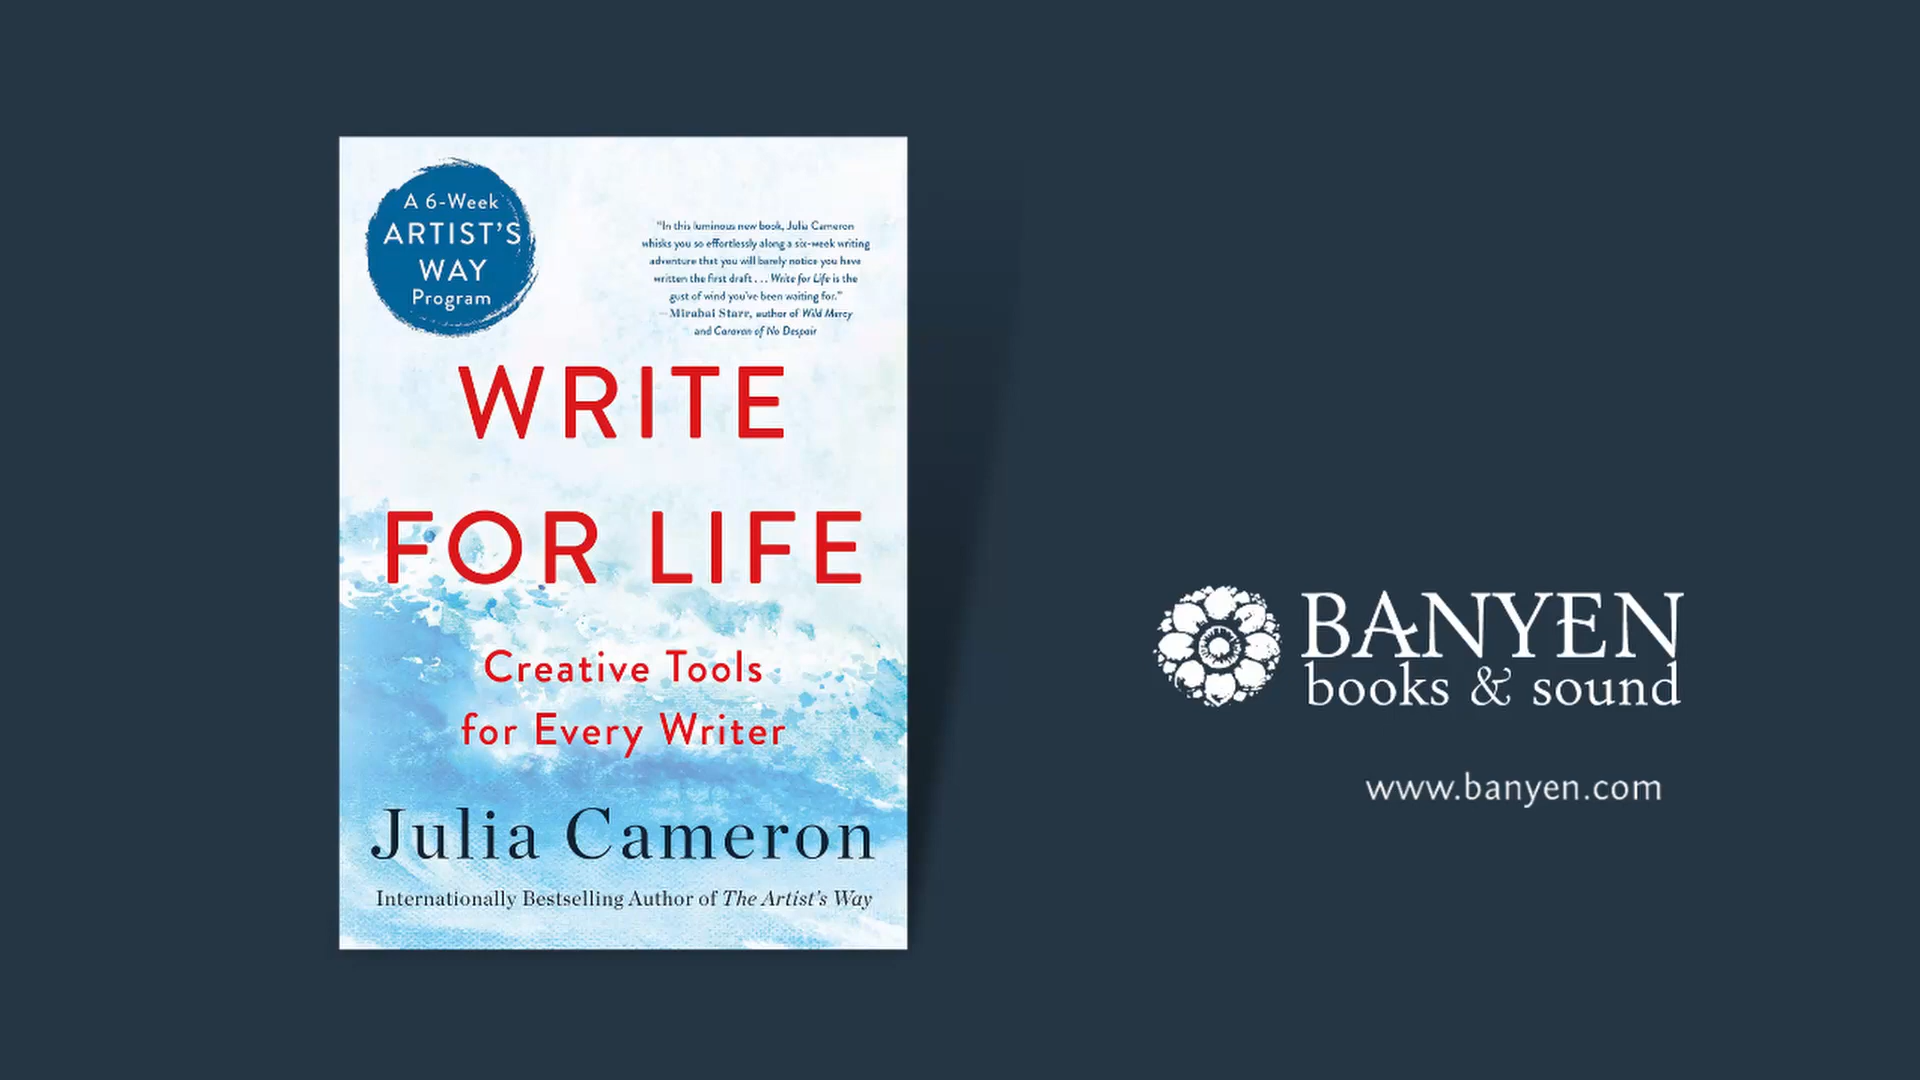 A 6-Week
ARTIST'S
WAY
Program
"In this luminous new book, Julia Cameron
whisks you so effortlessly along a six-week writing
adventure that you will barely notice you have
written the first draft . . . Write for Life is the
gust of wind you've been waiting for."
—Mirabai Starr, author of Wild Mercy
and Caravan of No Despair
WRITE
FOR LIFE
Creative Tools
for Every Writer
Julia Cameron
Internationally Bestselling Author of The Artist's Way
BANYEN
books & sound
www.banyen.com